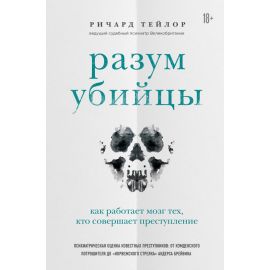 18+
РИЧАРД ТЕЙЛОР
ведущий судебный психиатр Великобритании
разум
убийцы
как работает мозг тех,
кто совершает преступление
ПСИХИАТРИЧЕСКАЯ ОЦЕНКА ИЗВЕСТНЫХ ПРЕСТУПНИКОВ: ОТ КЭМДЕНСКОГО
ПОТРОШИТЕЛЯ ДО «НОРВЕЖСКОГО СТРЕЛКА» АНДЕРСА БРЕЙВИКА